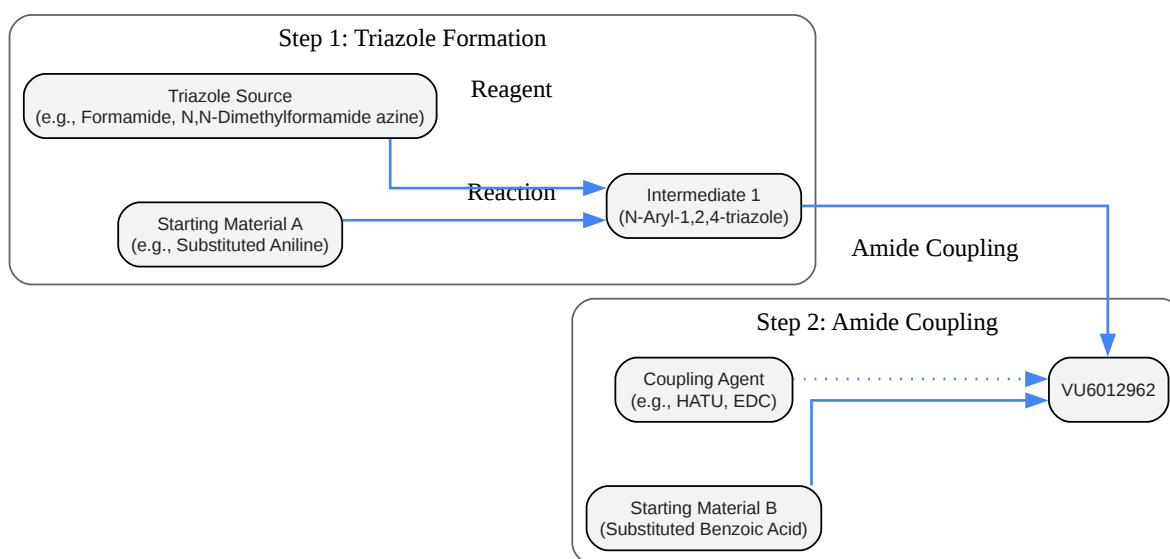 Step 1: Triazole Formation
Triazole Source
(e.g., Formamide, N,N-Dimethylformamide azine)
Reagent
Reaction
Starting Material A
(e.g., Substituted Aniline)
Intermediate 1
(N-Aryl-1,2,4-triazole)
Amide Coupling
Step 2: Amide Coupling
Coupling Agent
(e.g., HATU, EDC)
VU6012962
Starting Material B
(Substituted Benzoic Acid)